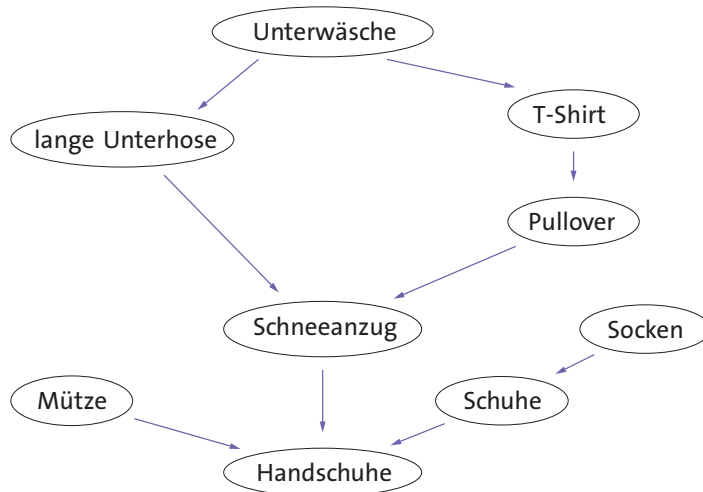 Unterwäsche
T-Shirt
lange Unterhose
Pullover
Schneeanzug
Socken
Mütze
Schuhe
Handschuhe